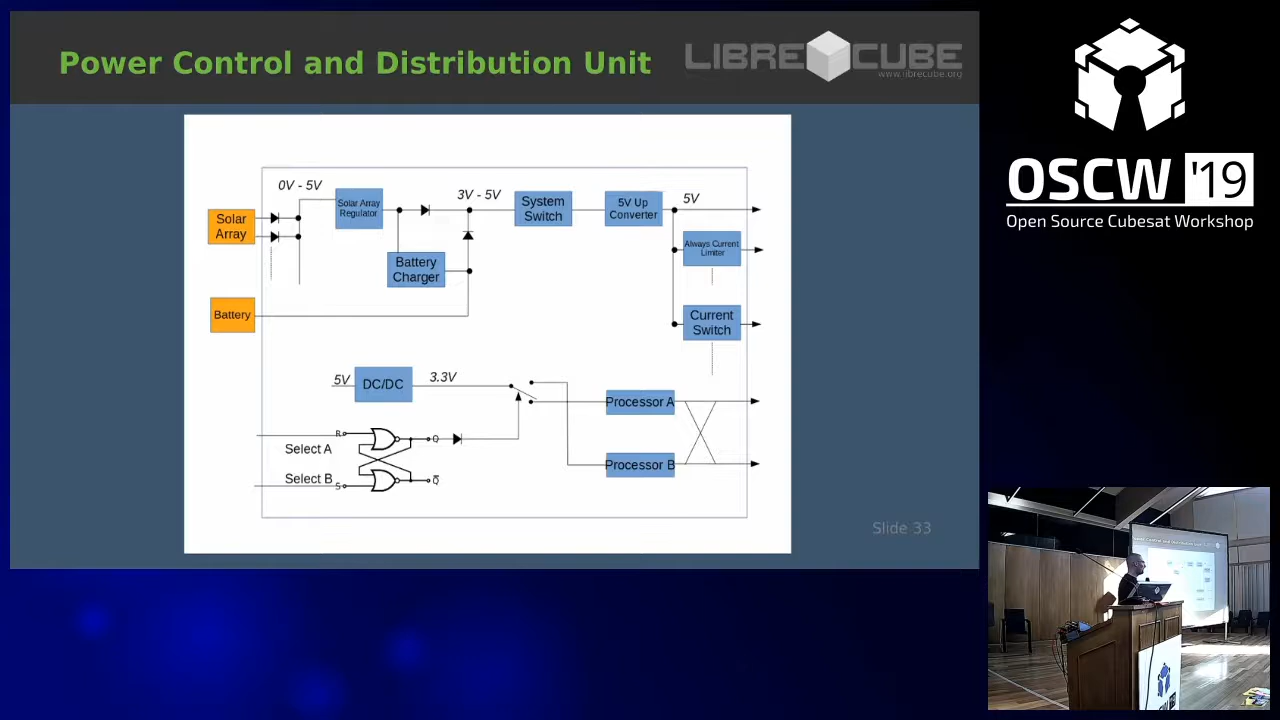 Power Control and Distribution Unit
LIBRECUBE
www.librecube.org
0V - 5V
Solar
Array
Solar Array
Regulator
3V - 5V
System
Switch
5V Up
Converter
5V
Always Current
Limiter
Battery
Charger
Battery
Current
Switch
5V
DC/DC
3.3V
Processor A
R
Q
Select A
Select B
S
Q̅
Processor B
Slide 33
OSCW '19
Open Source Cubesat Workshop